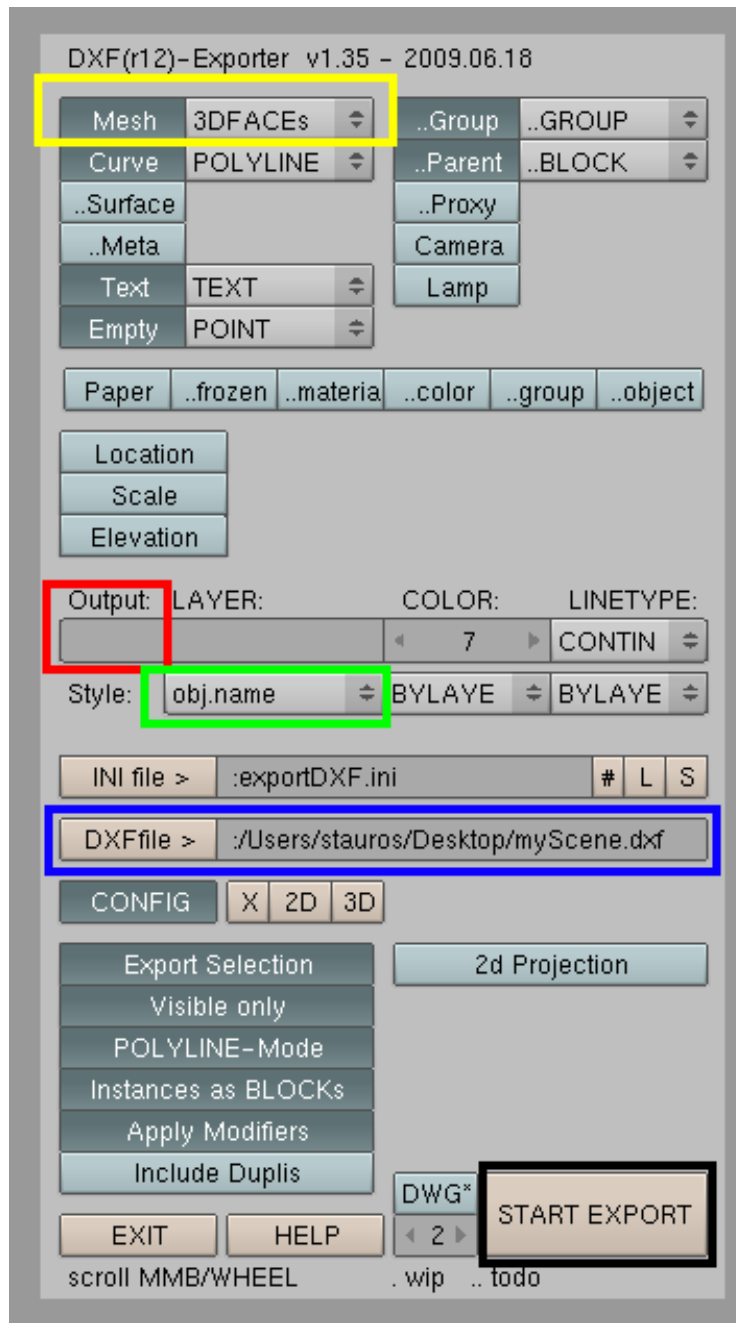 DXF(r12)-Exporter v1.35 - 2009.06.18
Mesh 3DFACEs ..Group ..GROUP
Curve POLYLINE ..Parent ..BLOCK
..Surface ..Proxy
..Meta Camera
Text TEXT Lamp
Empty POINT
Paper ..frozen ..materia ..color ..group ..object
Location
Scale
Elevation
Output: LAYER: COLOR: LINETYPE:
7 CONTIN
Style: obj.name BYLAYE BYLAYE
INI file > :exportDXF.ini # L S
DXFfile > :/Users/stauros/Desktop/myScene.dxf
CONFIG X 2D 3D
Export Selection 2d Projection
Visible only
POLYLINE-Mode
Instances as BLOCKs
Apply Modifiers
Include Duplis
DWG* START EXPORT
EXIT HELP 2
scroll MMB/WHEEL . wip .. todo